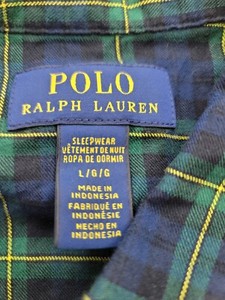 POLO
RALPH LAUREN
SLEEPWEAR
VÊTEMENT DE NUIT
ROPA DE DORMIR
L/G/G
MADE IN
INDONESIA
FABRIQUÉ EN
INDONÉSIE
HECHO EN
INDONESIA